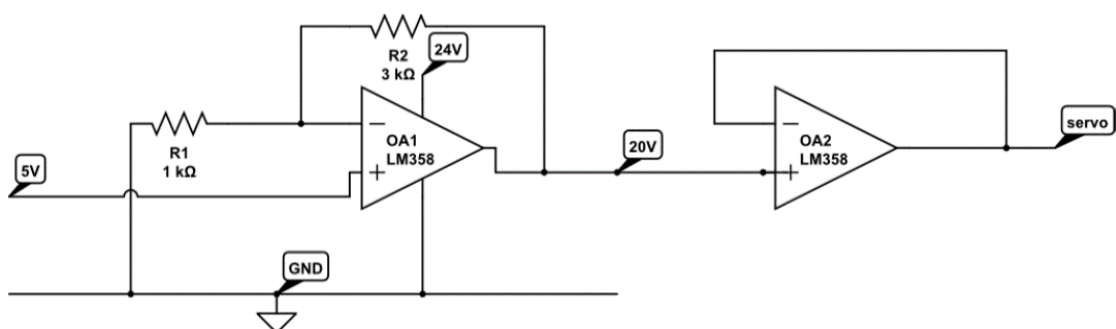 R2
3 kΩ
24V
R1
1 kΩ
−
+
OA1
LM358
5V
GND
20V
−
+
OA2
LM358
servo